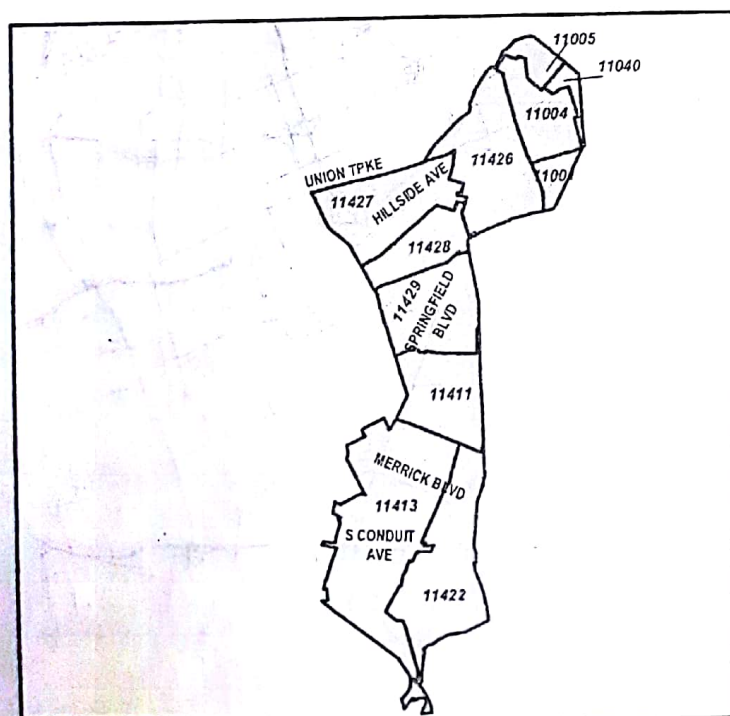 11005
11040
11004
11426
UNION TPKE
11427
HILLSIDE AVE
11428
11429
SPRINGFIELD
BLVD
11411
MERRICK BLVD
11413
S CONDUIT
AVE
11422